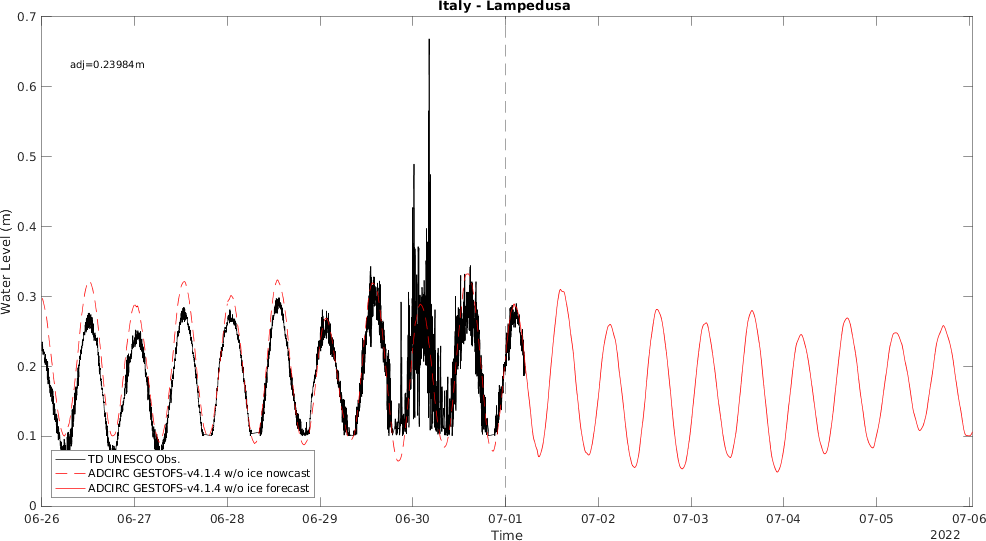 Italy - Lampedusa
0.7
adj=0.23984m
0.6
0.5
0.4
0.3
0.2
0.1
0
Water Level (m)
TD UNESCO Obs.
ADCIRC GESTOFS-v4.1.4 w/o ice nowcast
ADCIRC GESTOFS-v4.1.4 w/o ice forecast
06-26 06-27 06-28 06-29 06-30 07-01 07-02 07-03 07-04 07-05 07-06
Time
2022